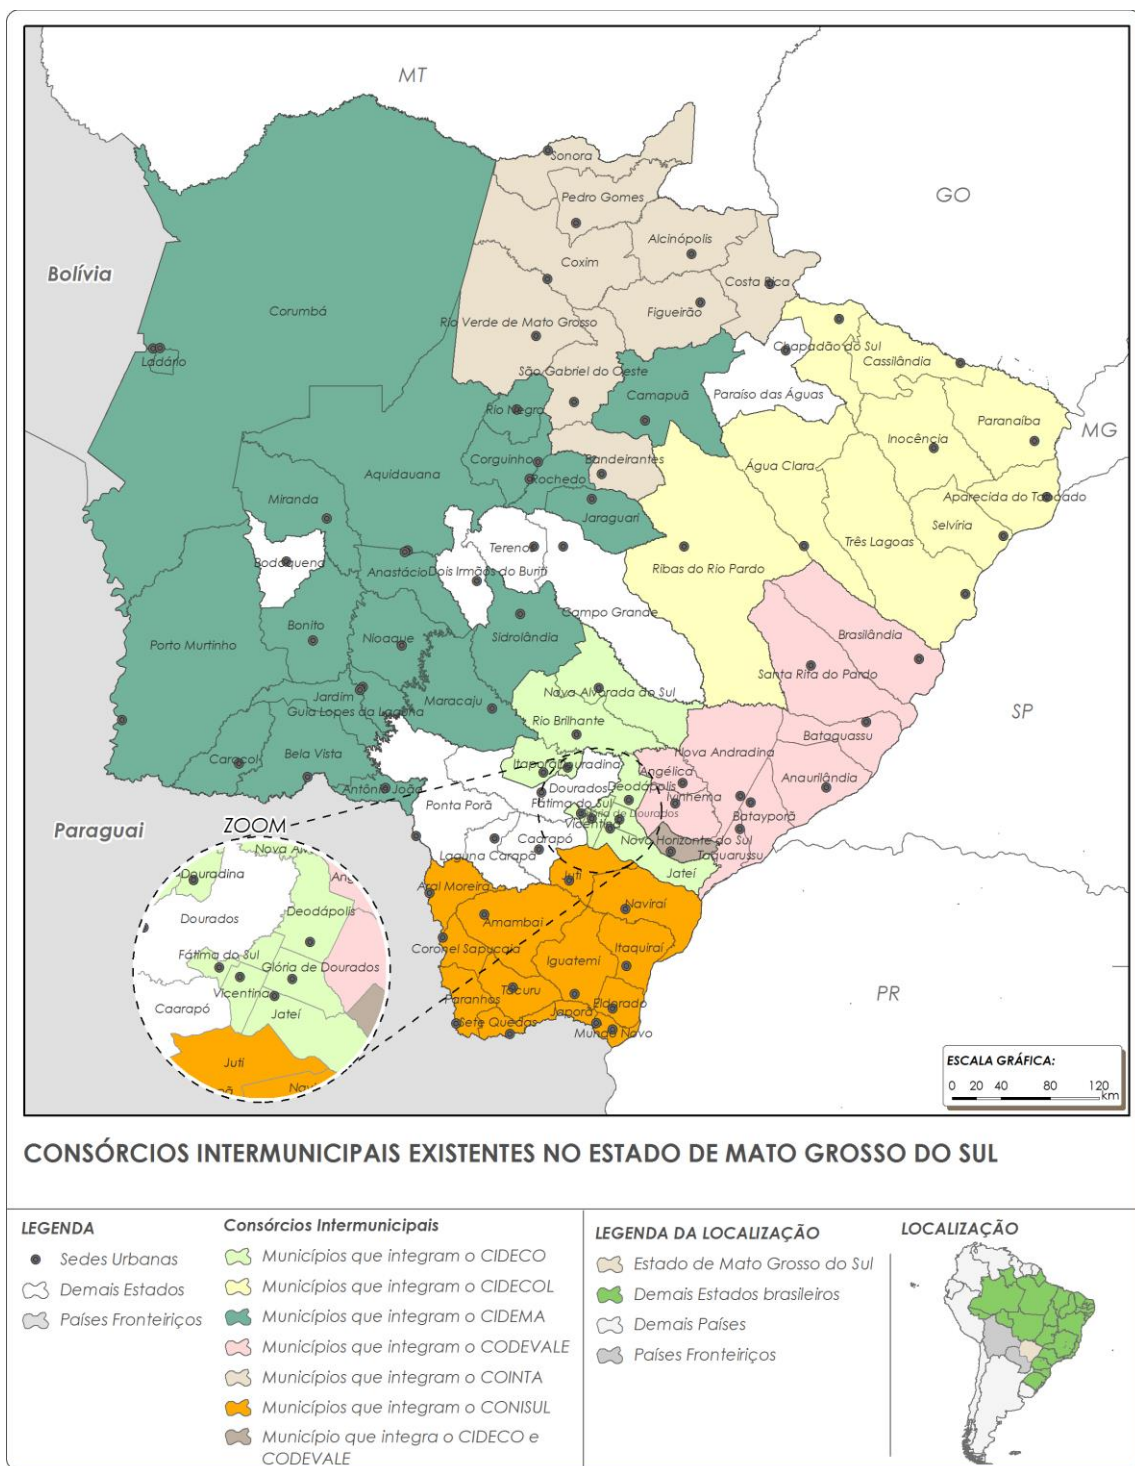 MT
GO
Sonora
Pedro Gomes
Alcinópolis
Bolívia
Coxim
Costa Rica
Corumbá
Figueirão
Rio Verde de Mato Grosso
Chapadão do Sul
Ladário
Cassilândia
São Gabriel do Oeste
Camapuã
Paraíso das Águas
Rio Negro
Paranaíba
MG
Inocência
Corguinho
Bandeirantes
Água Clara
Aquidauana
Rochedo
Miranda
Aparecida do Taboado
Jaraguari
Selvíria
Três Lagoas
Terenos
Bodoquena
Anastácio
Dois Irmãos do Buriti
Ribas do Rio Pardo
Campo Grande
Bonito
Nioaque
Sidrolândia
Brasilândia
Porto Murtinho
Santa Rita do Pardo
Jardim
Nova Alvorada do Sul
Maracaju
Guia Lopes da Laguna
SP
Rio Brilhante
Bataguassu
Caracol
Bela Vista
Nova Andradina
Itaporã
Douradina
Angélica
Anaurilândia
Antônio João
Dourados
Deodápolis
Ivinhema
Ponta Porã
Fátima do Sul
Glória de Dourados
Batayporã
Paraguai
Vicentina
ZOOM
Caarapó
Novo Horizonte do Sul
Laguna Carapã
Taquarussu
Jateí
Juti
Aral Moreira
Naviraí
Amambai
Coronel Sapucaia
Itaquiraí
Iguatemi
Tacuru
PR
Paranhos
Eldorado
Japorã
Sete Quedas
Mundo Novo
Nova Al
Douradina
Ang
Deodápolis
Dourados
Fátima do Sul
Glória de Dourados
Vicentina
Caarapó
Jateí
Juti
Navi
ESCALA GRÁFICA:
0 20 40 80 120
km
CONSÓRCIOS INTERMUNICIPAIS EXISTENTES NO ESTADO DE MATO GROSSO DO SUL
LEGENDA
Sedes Urbanas
Demais Estados
Países Fronteiriços
Consórcios Intermunicipais
Municípios que integram o CIDECO
Municípios que integram o CIDECOL
Municípios que integram o CIDEMA
Municípios que integram o CODEVALE
Municípios que integram o COINTA
Municípios que integram o CONISUL
Município que integra o CIDECO e
CODEVALE
LEGENDA DA LOCALIZAÇÃO
Estado de Mato Grosso do Sul
Demais Estados brasileiros
Demais Países
Países Fronteiriços
LOCALIZAÇÃO